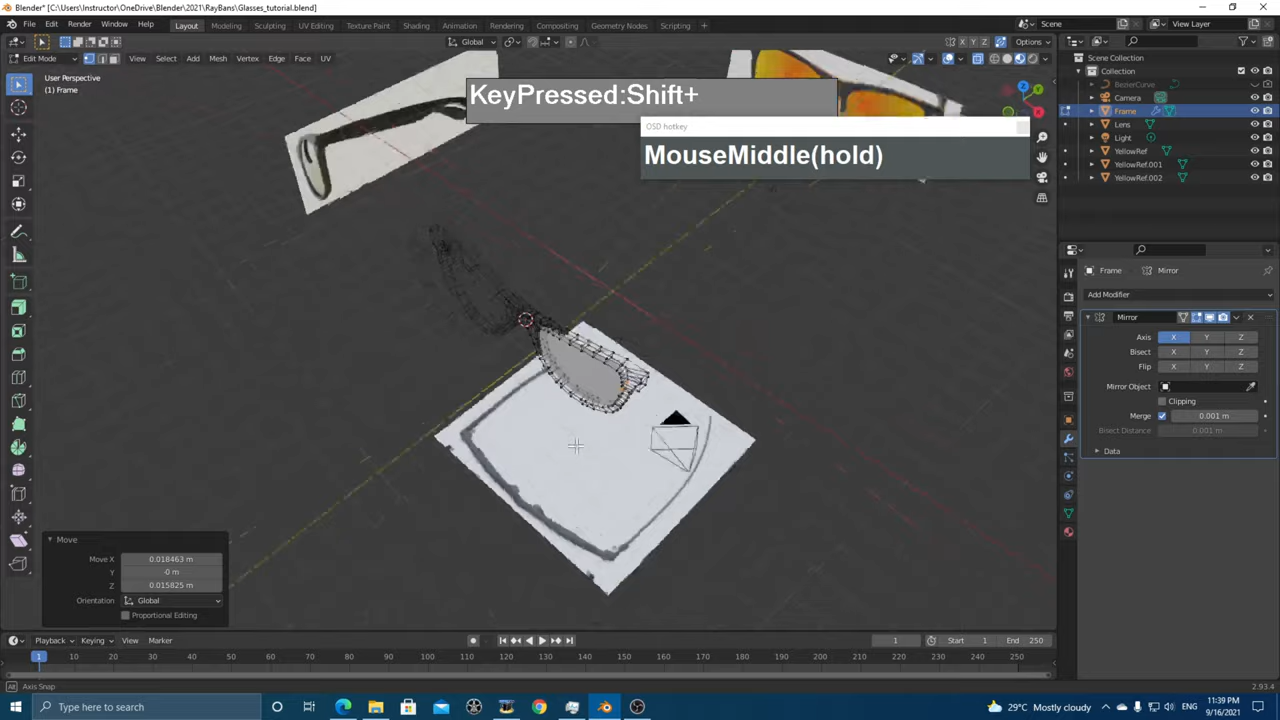 Blender* [C:\Users\Instructor\OneDrive\Blender\2021\RayBans\Glasses_tutorial.blend]
File Edit Render Window Help Layout Modeling Sculpting UV Editing Texture Paint Shading Animation Rendering Compositing Geometry Nodes Scripting + Scene View Layer
Global X Y Z Options
Edit Mode View Select Add Mesh Vertex Edge Face UV
User Perspective
(1) Frame
KeyPressed:Shift+
OSD hotkey
MouseMiddle(hold)
Scene Collection
Collection
BezierCurve
Camera
Frame
Lens
Light
YellowRef
YellowRef.001
YellowRef.002
Frame Mirror
Add Modifier
Mirror
Axis X Y Z
Bisect X Y Z
Flip X Y Z
Mirror Object
Clipping
Merge 0.001 m
Bisect Distance 0.001 m
Data
Move
Move X 0.018463 m
Y -0 m
Z 0.015825 m
Orientation Global
Proportional Editing
Playback Keying View Marker 1 Start 1 End 250
1 10 20 30 40 50 60 70 80 90 100 110 120 130 140 150 160 170 180 190 200 210 220 230 240 250
Axis Snap 2.93.4
Type here to search 29°C Mostly cloudy 11:39 PM
9/16/2021